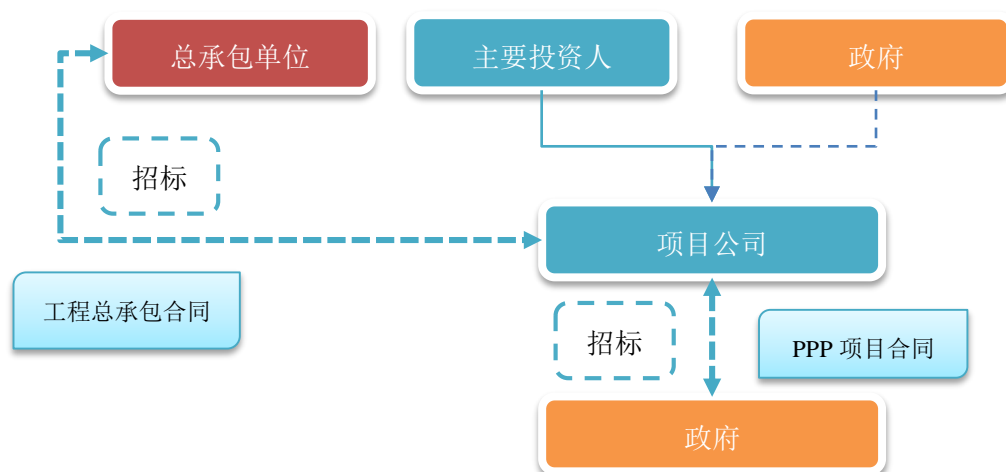 总承包单位
主要投资人
政府
招标
项目公司
工程总承包合同
招标
PPP 项目合同
政府